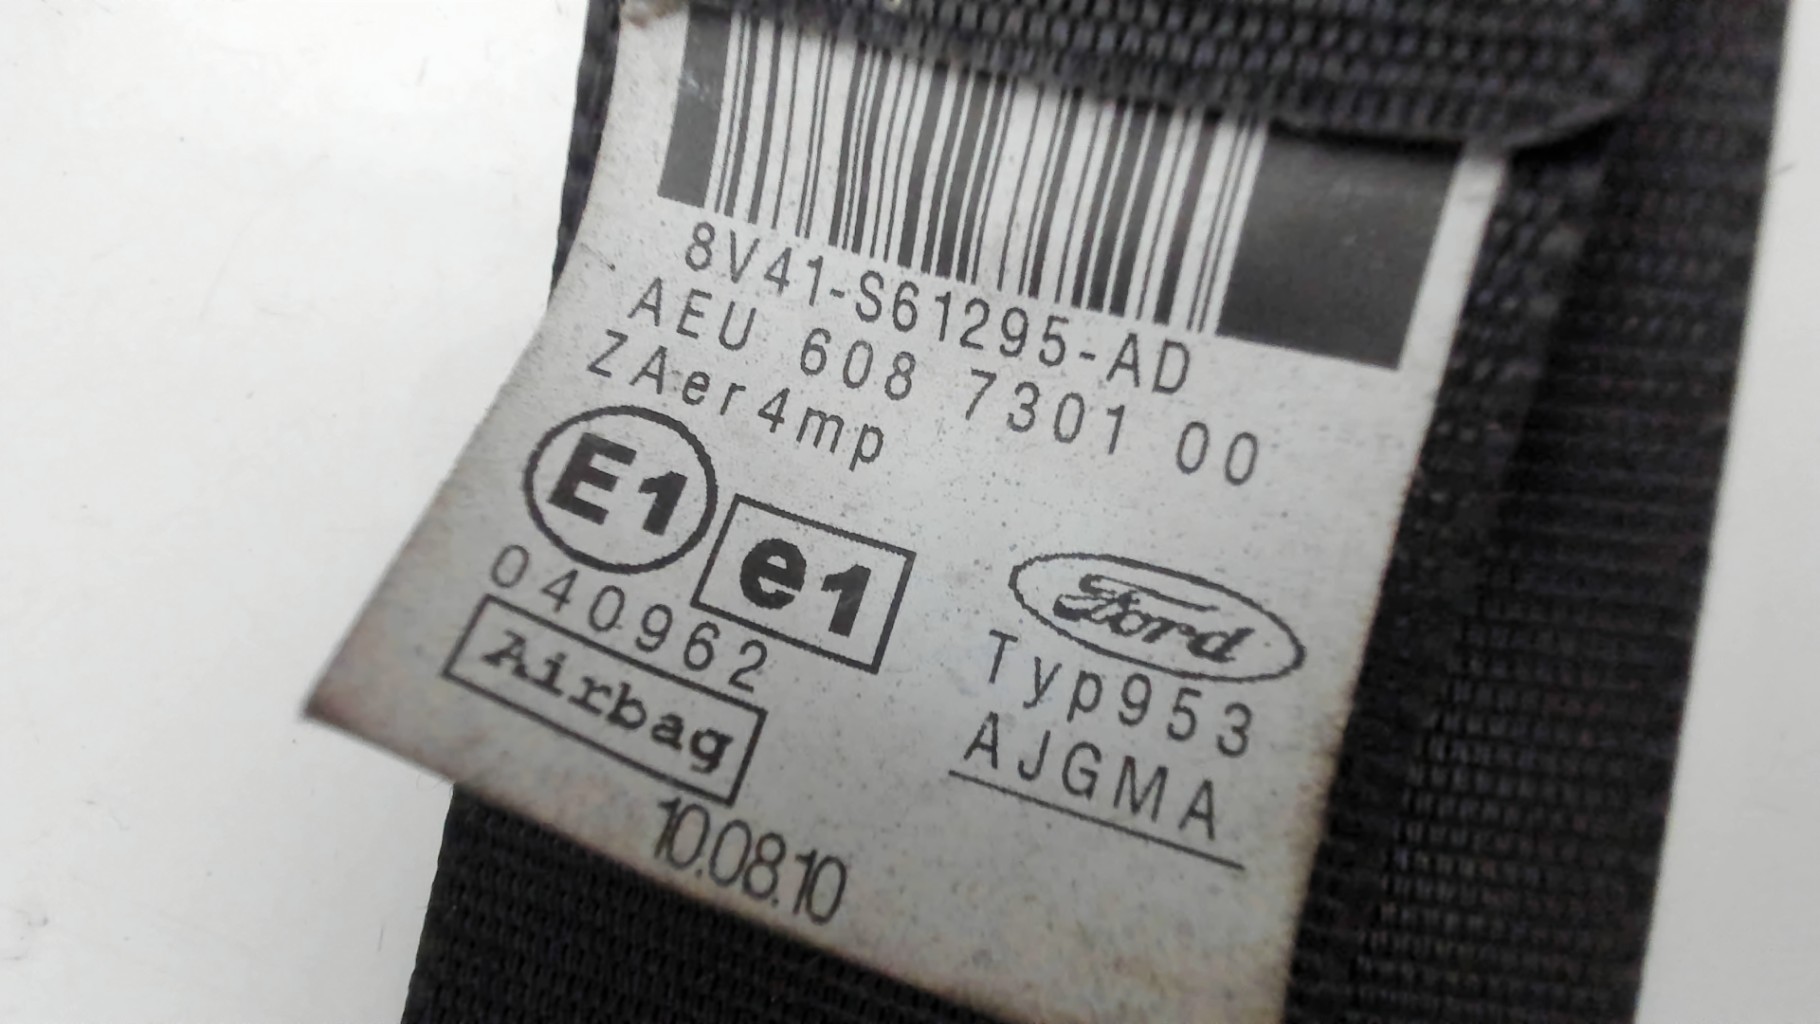 8V41-S61295-AD
AEU 608 7301 00
ZAer4mp
E1
e1
040962
Airbag
Ford
Typ953
AJGMA
10.08.10